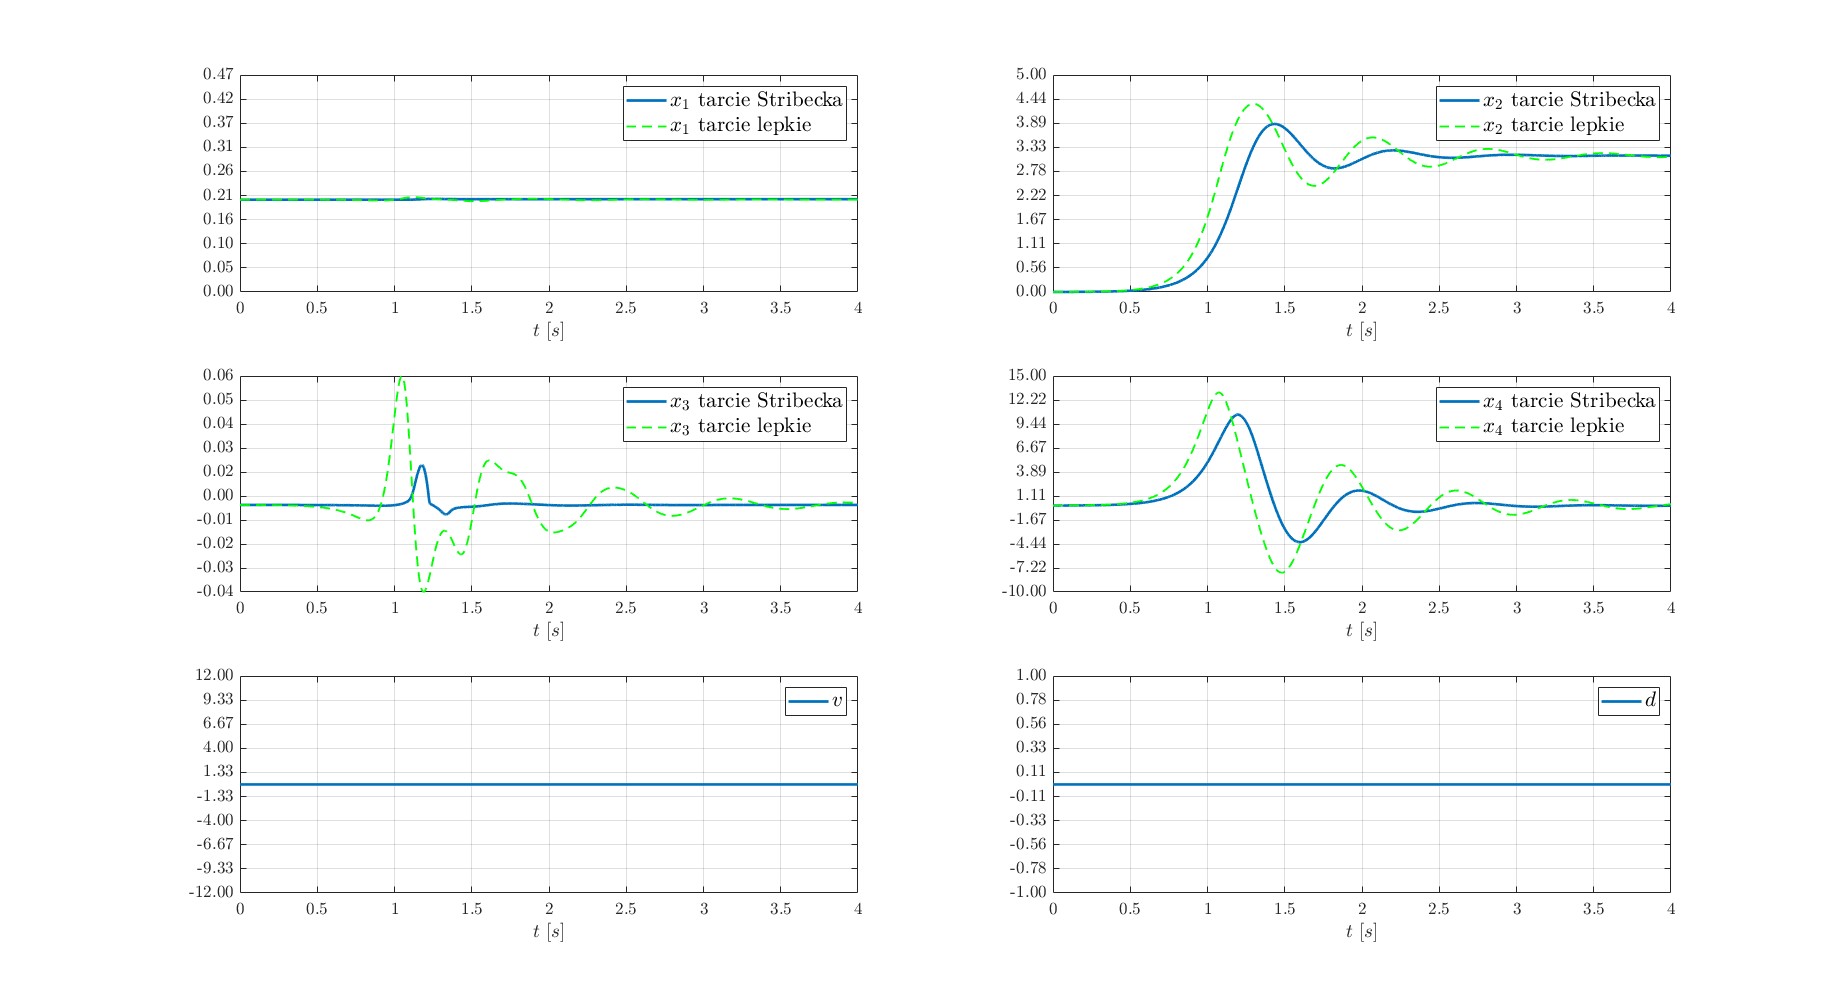 0.47
0.42
0.37
0.31
0.26
0.21
0.16
0.10
0.05
0.00
0 0.5 1 1.5 2 2.5 3 3.5 4
t [s]
x₁ tarcie Stribecka
x₁ tarcie lepkie
5.00
4.44
3.89
3.33
2.78
2.22
1.67
1.11
0.56
0.00
0 0.5 1 1.5 2 2.5 3 3.5 4
t [s]
x₂ tarcie Stribecka
x₂ tarcie lepkie
0.06
0.05
0.04
0.03
0.02
0.00
-0.01
-0.02
-0.03
-0.04
0 0.5 1 1.5 2 2.5 3 3.5 4
t [s]
x₃ tarcie Stribecka
x₃ tarcie lepkie
15.00
12.22
9.44
6.67
3.89
1.11
-1.67
-4.44
-7.22
-10.00
0 0.5 1 1.5 2 2.5 3 3.5 4
t [s]
x₄ tarcie Stribecka
x₄ tarcie lepkie
12.00
9.33
6.67
4.00
1.33
-1.33
-4.00
-6.67
-9.33
-12.00
0 0.5 1 1.5 2 2.5 3 3.5 4
t [s]
v
1.00
0.78
0.56
0.33
0.11
-0.11
-0.33
-0.56
-0.78
-1.00
0 0.5 1 1.5 2 2.5 3 3.5 4
t [s]
d